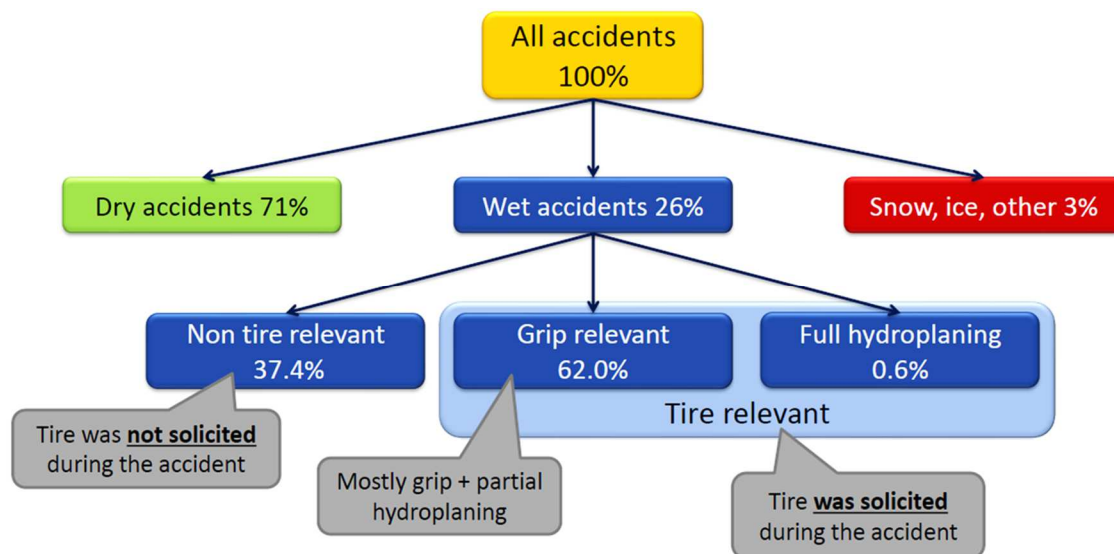 All accidents
100%
Dry accidents 71%
Wet accidents 26%
Snow, ice, other 3%
Non tire relevant
37.4%
Grip relevant
62.0%
Full hydroplaning
0.6%
Tire relevant
Tire was not solicited
during the accident
Mostly grip + partial
hydroplaning
Tire was solicited
during the accident